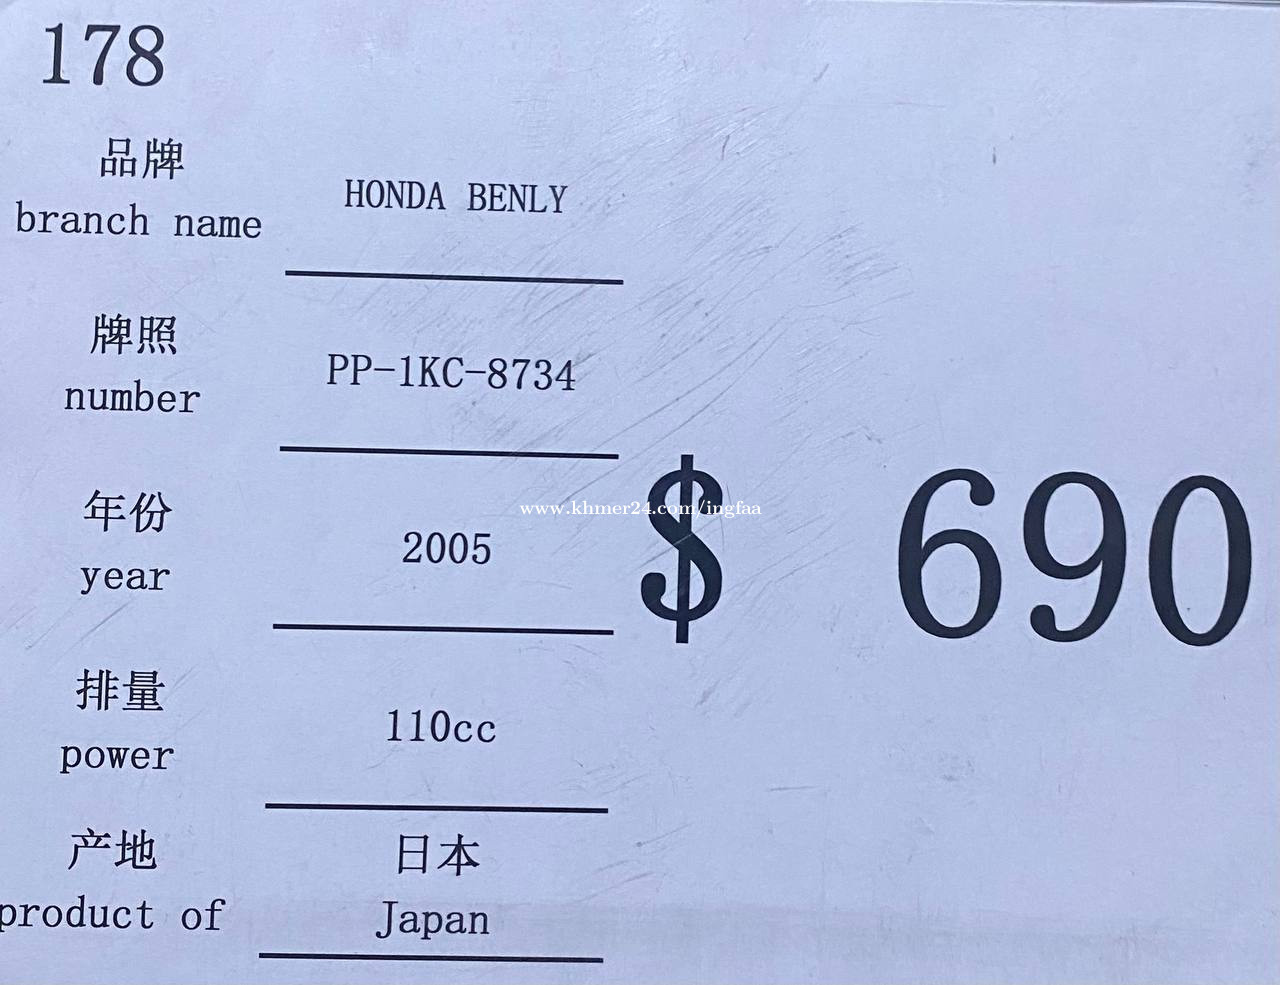 178
品牌
branch name
HONDA BENLY
牌照
number
PP-1KC-8734
年份
year
2005
$ 690
www.khmer24.com/ingfaa
排量
power
110cc
产地
product of
日本
Japan